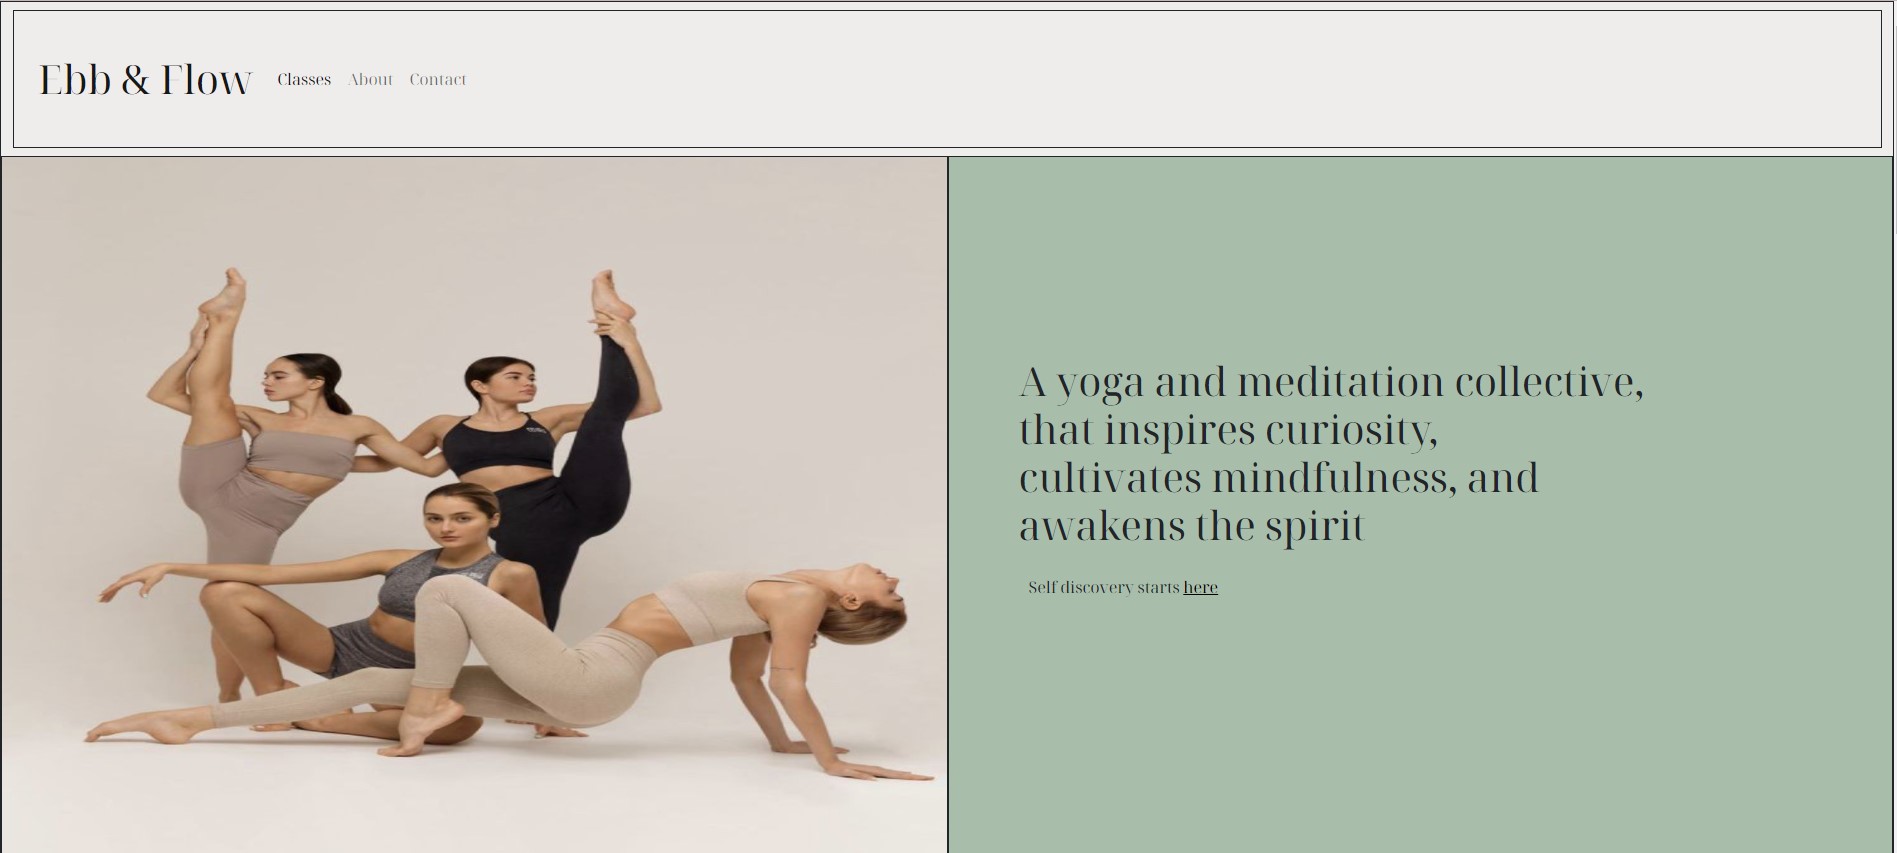 Ebb & Flow
Classes About Contact
A yoga and meditation collective,
that inspires curiosity,
cultivates mindfulness, and
awakens the spirit
Self discovery starts here